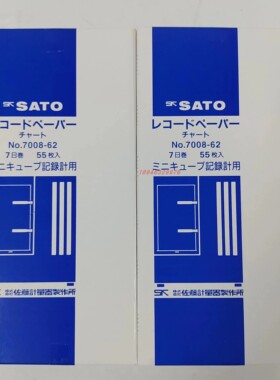 SK SATO
コードペーパー
チャート
No.7008-62
7日巻 55枚入
ミニキューブ記録計用
SK 株式会社 佐藤計量器製作所
SK SATO
レコードペーパー
チャート
No.7008-62
7日巻 55枚入
ミニキューブ記録計用
SK 株式会社 佐藤計量器製作所